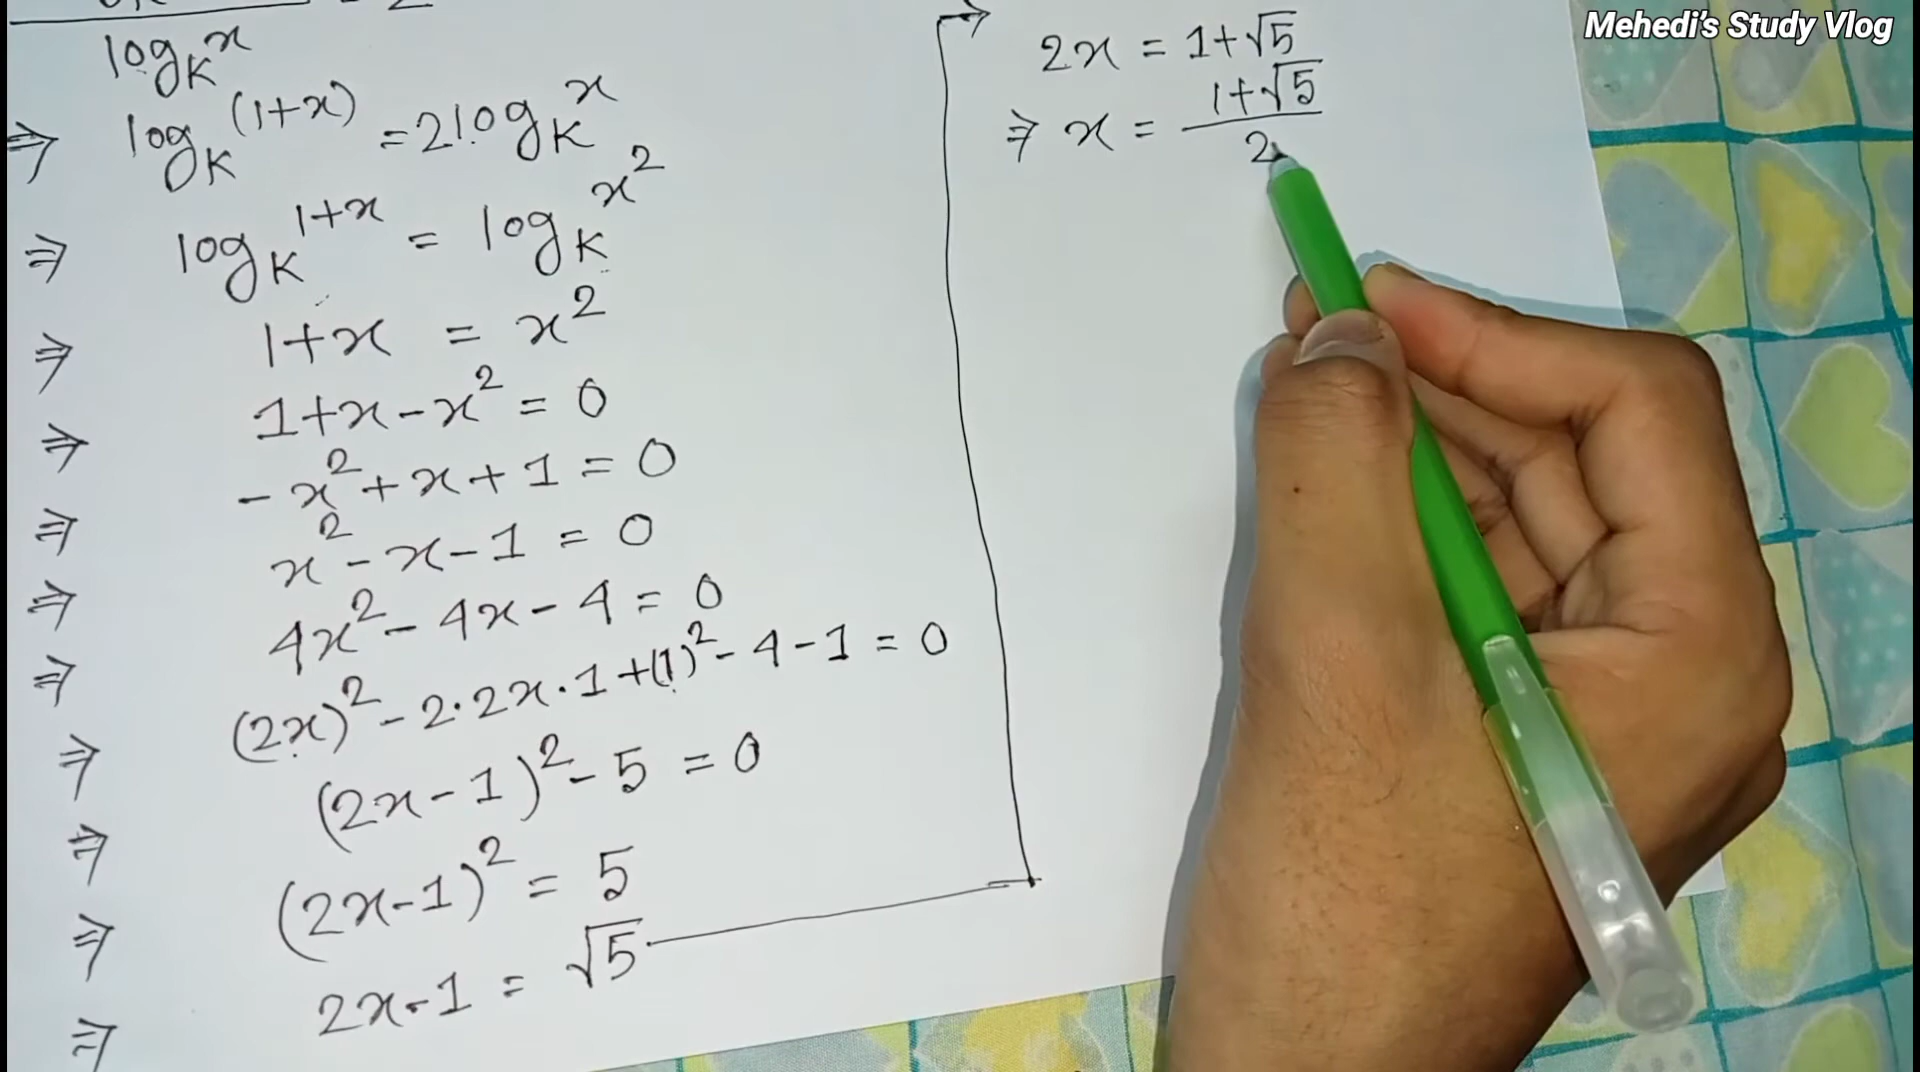 Mehedi's Study Vlog
log_K^x
⇒ log_K^(1+x) = 2log_K^x
⇒ log_K^1+x = log_K^x²
⇒ 1+x = x²
⇒ 1+x-x² = 0
⇒ -x²+x+1 = 0
⇒ x²-x-1 = 0
⇒ 4x²-4x-4 = 0
⇒ (2x)²-2·2x·1+(1)²-4-1 = 0
⇒ (2x-1)²-5 = 0
⇒ (2x-1)² = 5
⇒ 2x-1 = √5
2x = 1+√5
⇒ x = (1+√5)/2